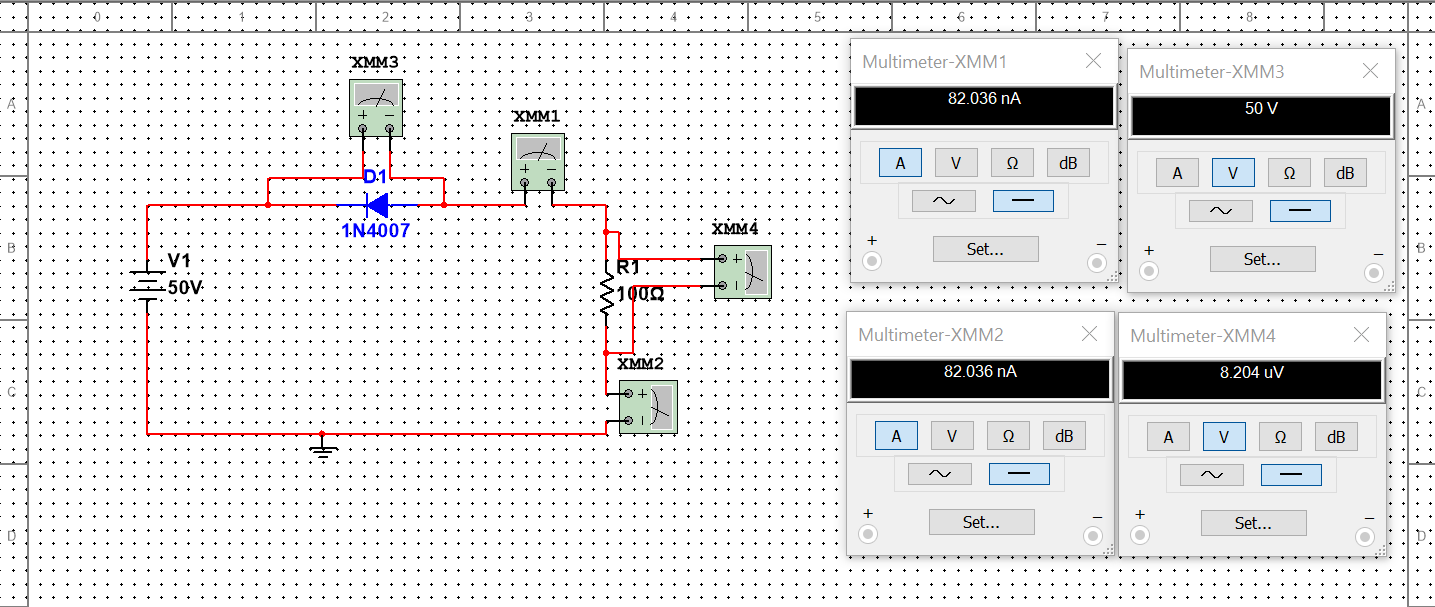 0 1 2 3 4 5 6 7 8
A
B
C
D
A
B
C
D
XMM3
+ −
XMM1
+ −
D1
1N4007
V1
50V
XMM4
+
−
R1
100Ω
XMM2
+
−
Multimeter-XMM1
82.036 nA
A V Ω dB
+ Set... −
Multimeter-XMM3
50 V
A V Ω dB
+ Set... −
Multimeter-XMM2
82.036 nA
A V Ω dB
+ Set... −
Multimeter-XMM4
8.204 uV
A V Ω dB
+ Set... −